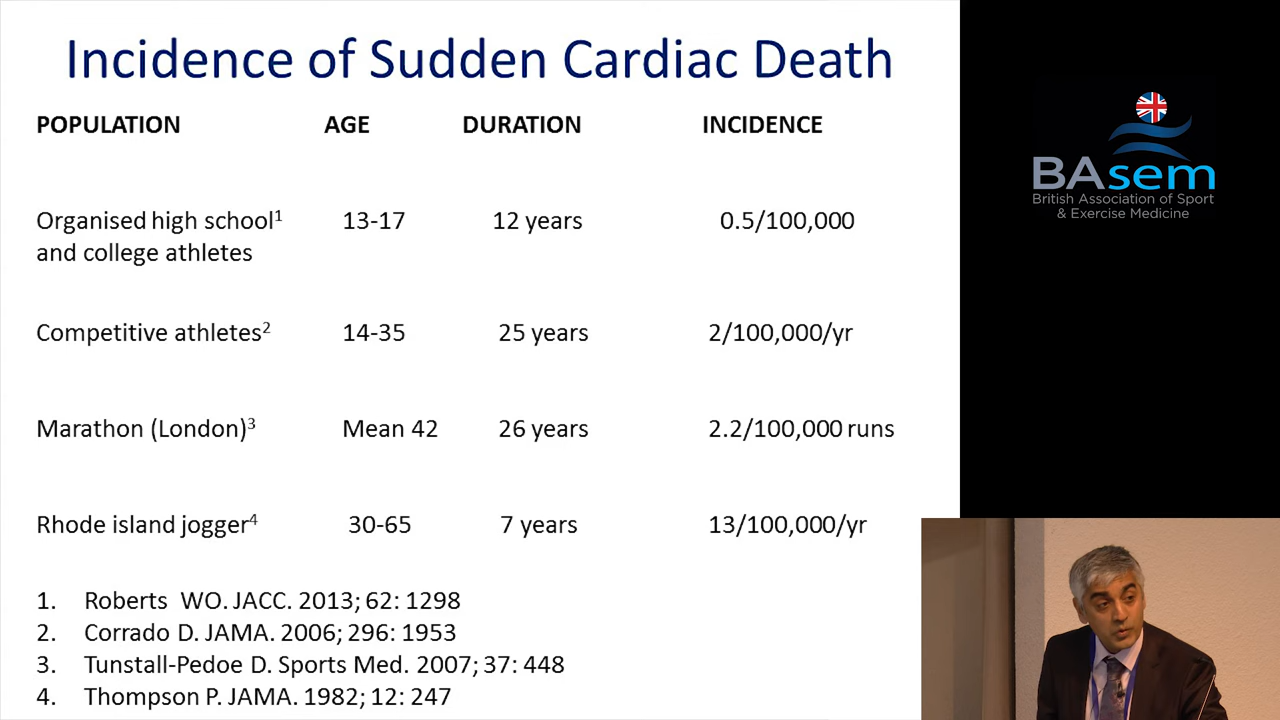 Incidence of Sudden Cardiac Death
POPULATION AGE DURATION INCIDENCE
Organised high school1 13-17 12 years 0.5/100,000
and college athletes
Competitive athletes2 14-35 25 years 2/100,000/yr
Marathon (London)3 Mean 42 26 years 2.2/100,000 runs
Rhode island jogger4 30-65 7 years 13/100,000/yr
1. Roberts WO. JACC. 2013; 62: 1298
2. Corrado D. JAMA. 2006; 296: 1953
3. Tunstall-Pedoe D. Sports Med. 2007; 37: 448
4. Thompson P. JAMA. 1982; 12: 247
BAsem
British Association of Sport
& Exercise Medicine